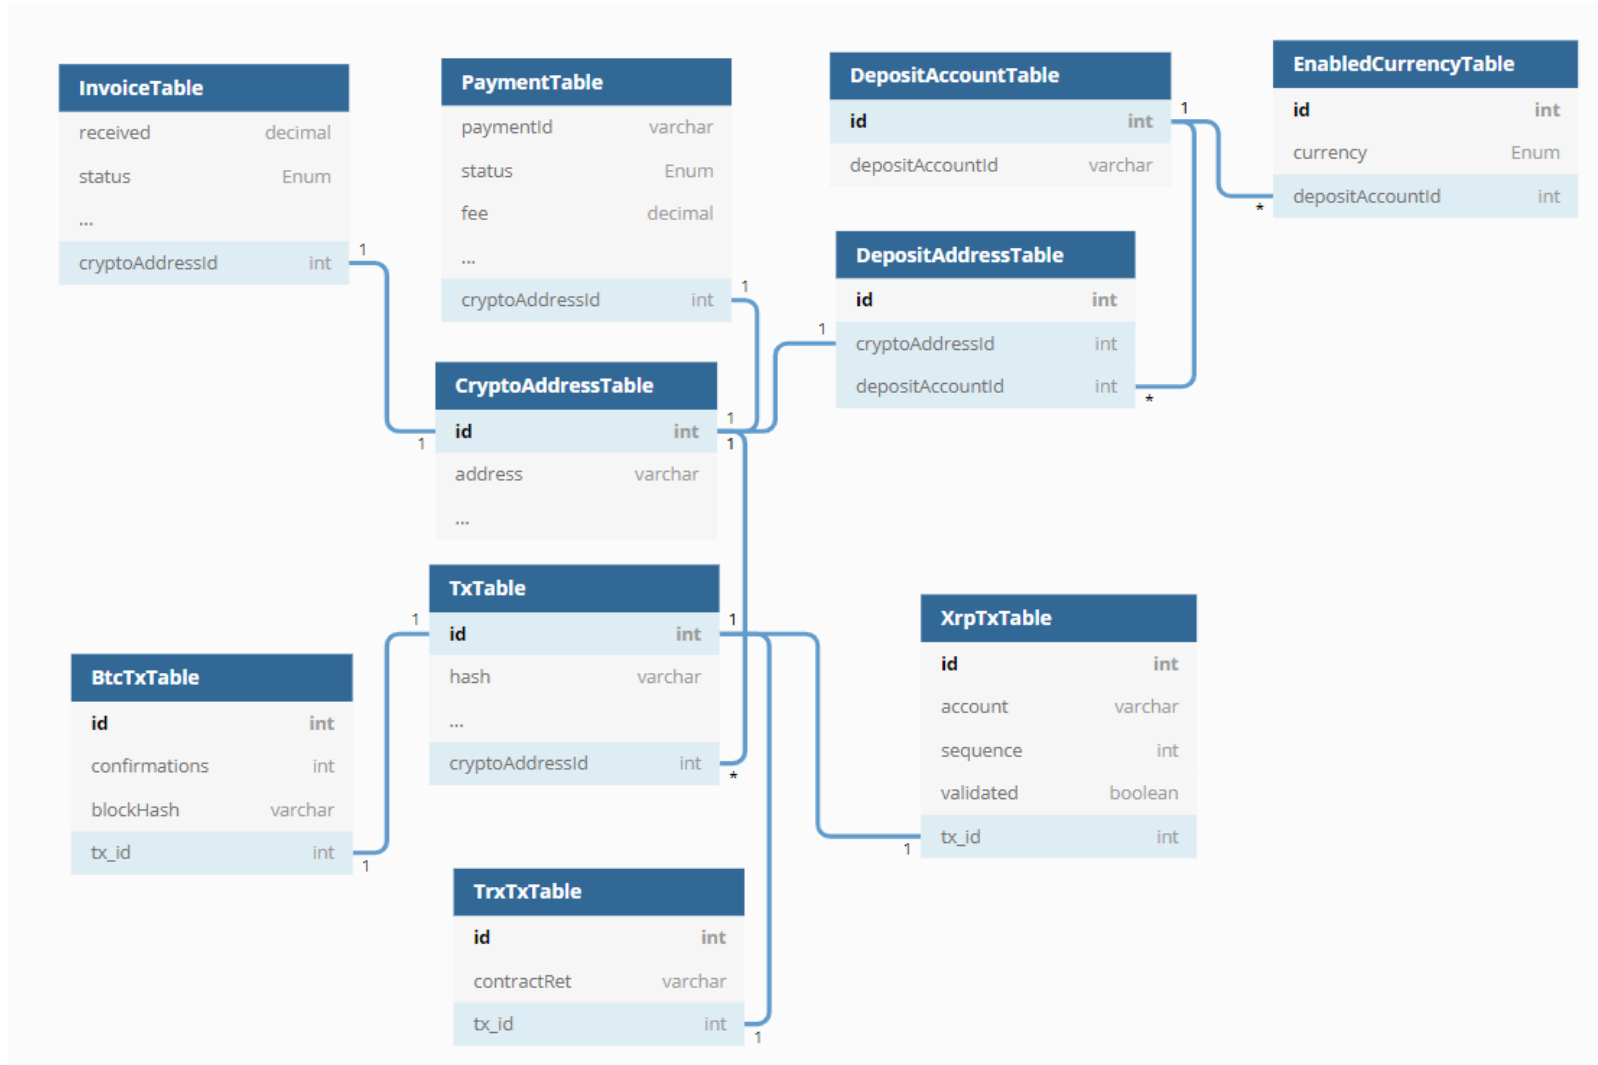 InvoiceTable
received decimal
status Enum
...
cryptoAddressId int
1
PaymentTable
paymentId varchar
status Enum
fee decimal
...
cryptoAddressId int
1
DepositAccountTable
id int
depositAccountId varchar
1
EnabledCurrencyTable
id int
currency Enum
depositAccountId int
*
DepositAddressTable
id int
1
cryptoAddressId int
depositAccountId int
*
CryptoAddressTable
1
id int
1
1
address varchar
...
TxTable
1
1
id int
hash varchar
...
cryptoAddressId int
*
BtcTxTable
id int
confirmations int
blockHash varchar
tx_id int
1
XrpTxTable
id int
account varchar
sequence int
validated boolean
tx_id int
1
TrxTxTable
id int
contractRet varchar
tx_id int
1